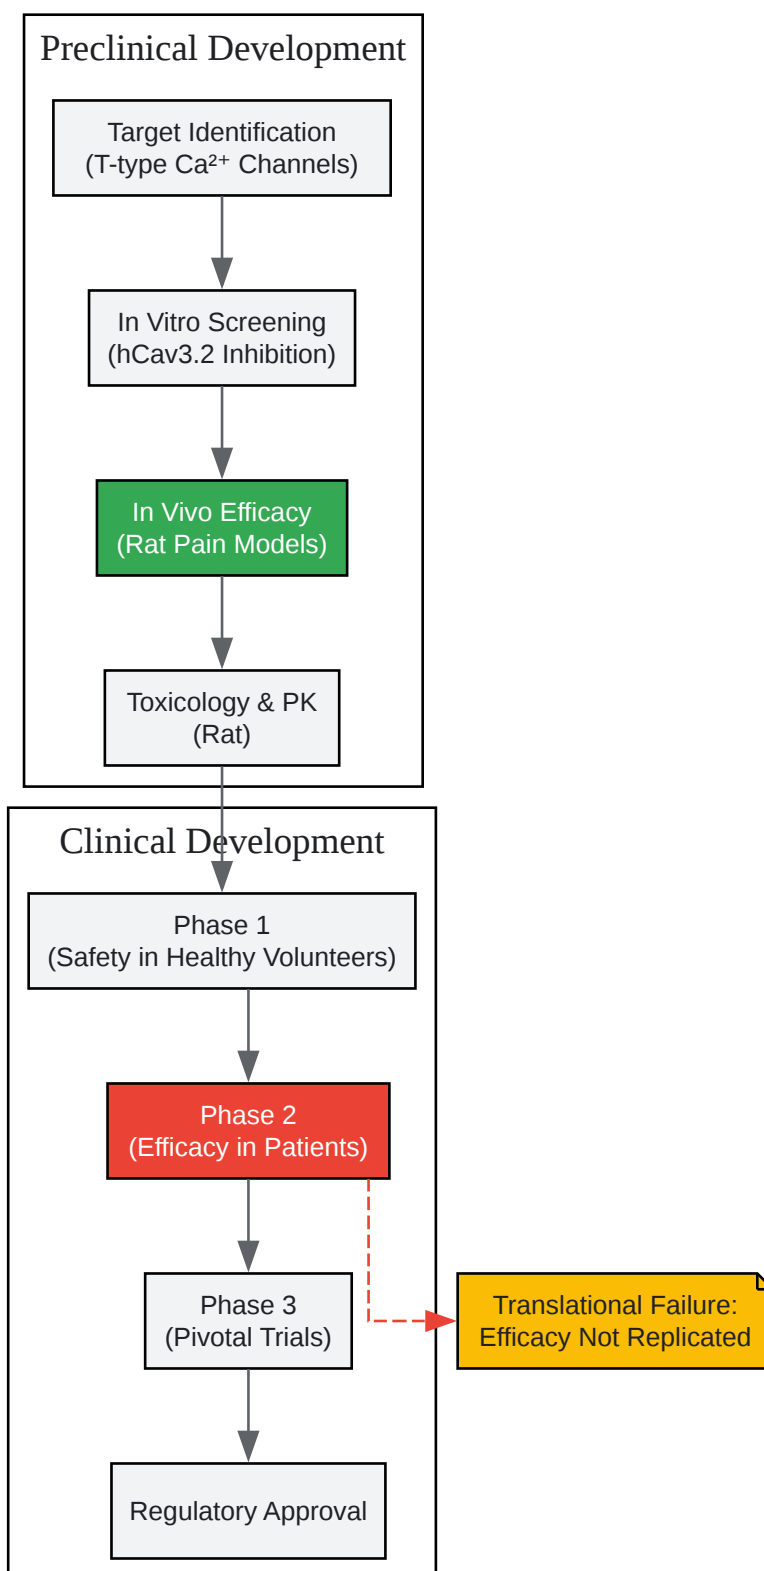 Preclinical Development
Target Identification
(T-type Ca²⁺ Channels)
In Vitro Screening
(hCav3.2 Inhibition)
In Vivo Efficacy
(Rat Pain Models)
Toxicology & PK
(Rat)
Clinical Development
Phase 1
(Safety in Healthy Volunteers)
Phase 2
(Efficacy in Patients)
Phase 3
(Pivotal Trials)
Translational Failure:
Efficacy Not Replicated
Regulatory Approval